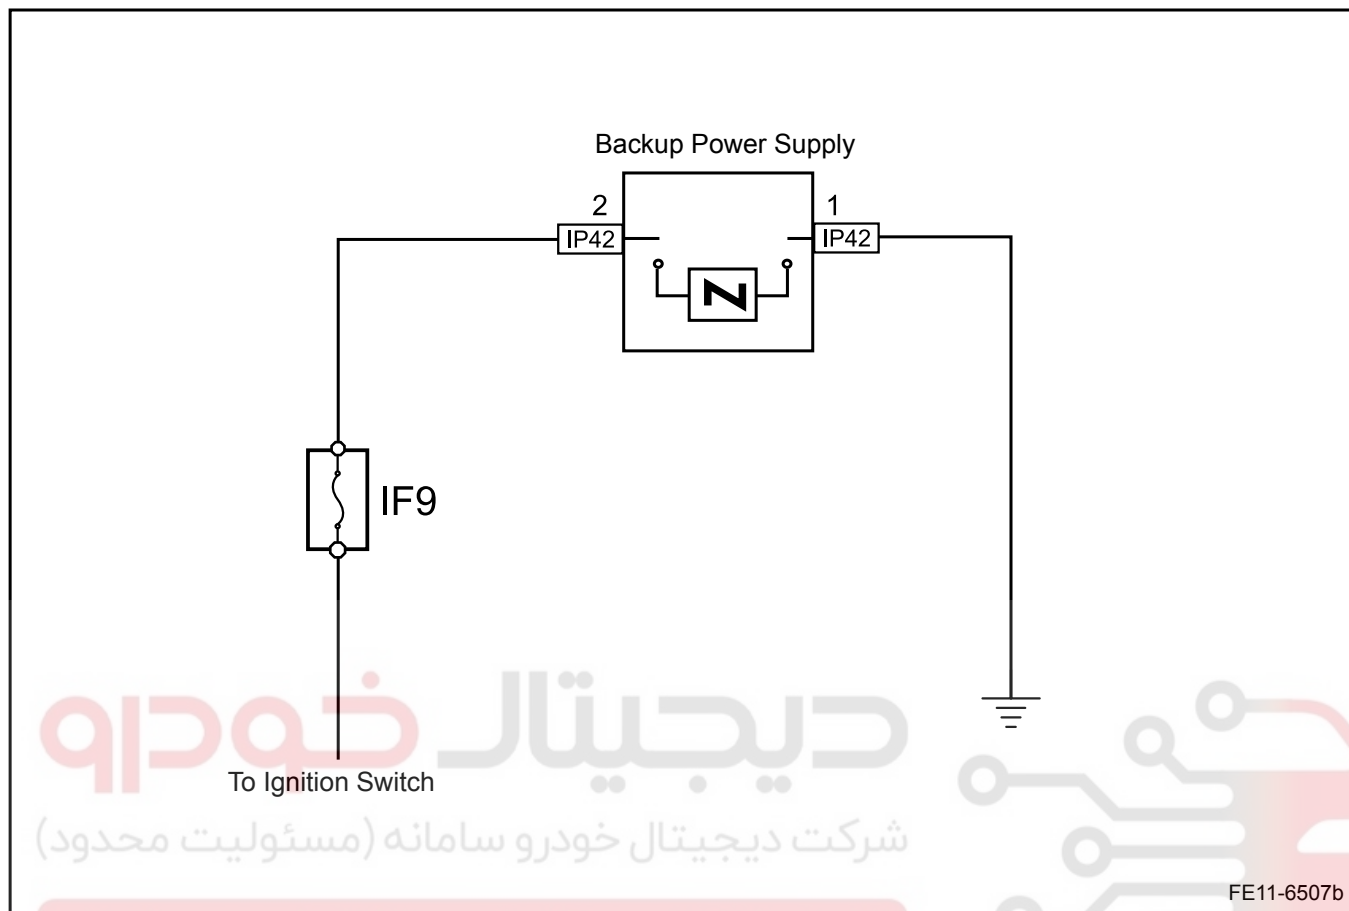 Backup Power Supply
2
1
IP42
IP42
IF9
To Ignition Switch
دیجیتال خودرو
شرکت دیجیتال خودرو سامانه (مسئولیت محدود)
FE11-6507b